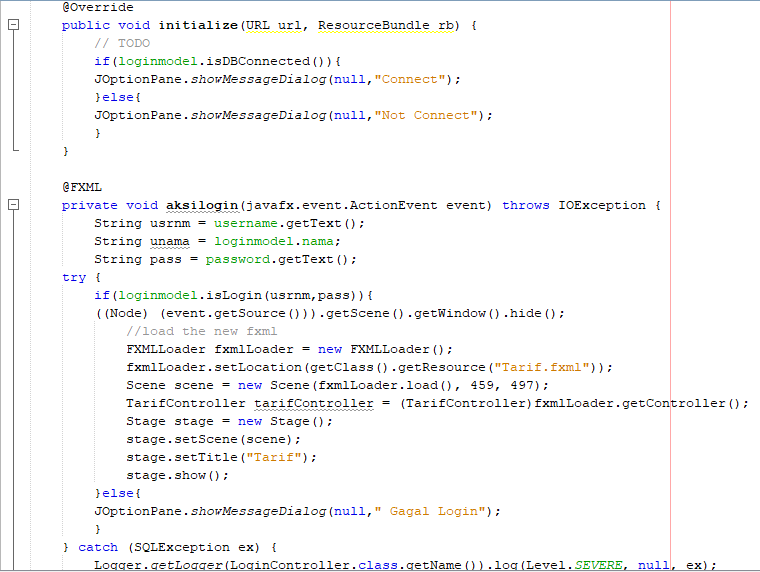 @Override
public void initialize(URL url, ResourceBundle rb) {
// TODO
if(loginmodel.isDBConnected()){
JOptionPane.showMessageDialog(null,"Connect");
}else{
JOptionPane.showMessageDialog(null,"Not Connect");
}
}
@FXML
private void aksilogin(javafx.event.ActionEvent event) throws IOException {
String usrnm = username.getText();
String unama = loginmodel.nama;
String pass = password.getText();
try {
if(loginmodel.isLogin(usrnm,pass)){
((Node) (event.getSource())).getScene().getWindow().hide();
//load the new fxml
FXMLLoader fxmlLoader = new FXMLLoader();
fxmlLoader.setLocation(getClass().getResource("Tarif.fxml"));
Scene scene = new Scene(fxmlLoader.load(), 459, 497);
TarifController tarifController = (TarifController)fxmlLoader.getController();
Stage stage = new Stage();
stage.setScene(scene);
stage.setTitle("Tarif");
stage.show();
}else{
JOptionPane.showMessageDialog(null," Gagal Login");
}
} catch (SQLException ex) {
Logger.getLogger(LoginController.class.getName()).log(Level.SEVERE, null, ex);